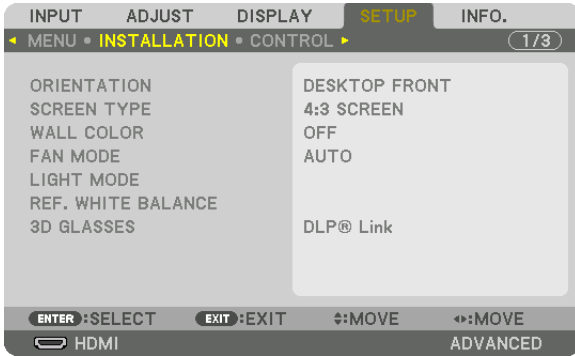 INPUT ADJUST DISPLAY SETUP INFO.
MENU • INSTALLATION • CONTROL 1/3
ORIENTATION DESKTOP FRONT
SCREEN TYPE 4:3 SCREEN
WALL COLOR OFF
FAN MODE AUTO
LIGHT MODE
REF. WHITE BALANCE
3D GLASSES DLP® Link
ENTER :SELECT EXIT :EXIT :MOVE :MOVE
HDMI ADVANCED